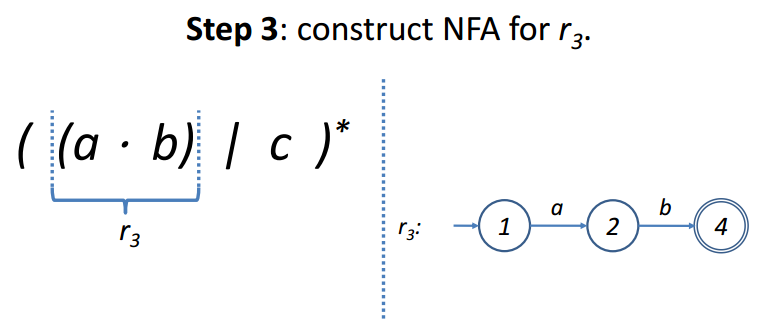 Step 3: construct NFA for r3.
( (a · b) | c )*
r3
r3: 1 a 2 b 4